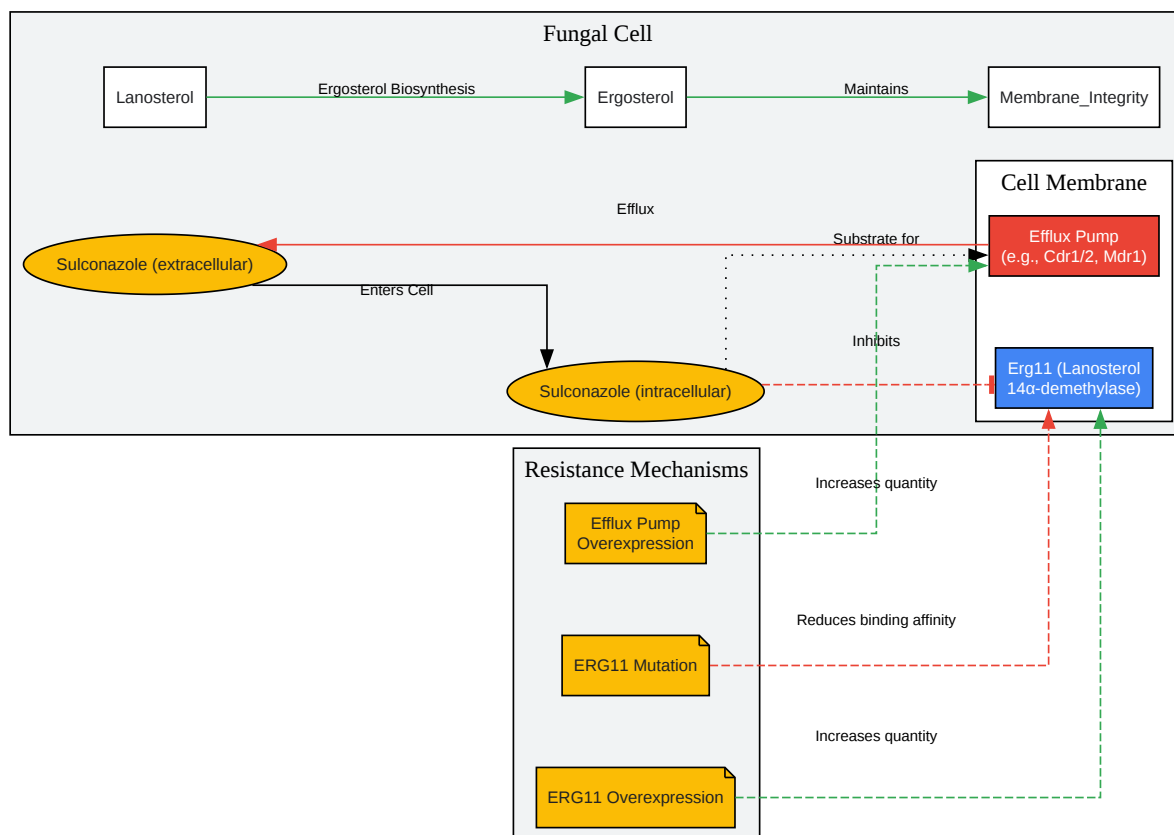 Fungal Cell
Lanosterol
Ergosterol Biosynthesis
Ergosterol
Maintains
Membrane_Integrity
Cell Membrane
Efflux
Efflux Pump
(e.g., Cdr1/2, Mdr1)
Substrate for
Sulconazole (extracellular)
Enters Cell
Inhibits
Erg11 (Lanosterol
14α-demethylase)
Sulconazole (intracellular)
Resistance Mechanisms
Increases quantity
Efflux Pump
Overexpression
Reduces binding affinity
ERG11 Mutation
Increases quantity
ERG11 Overexpression